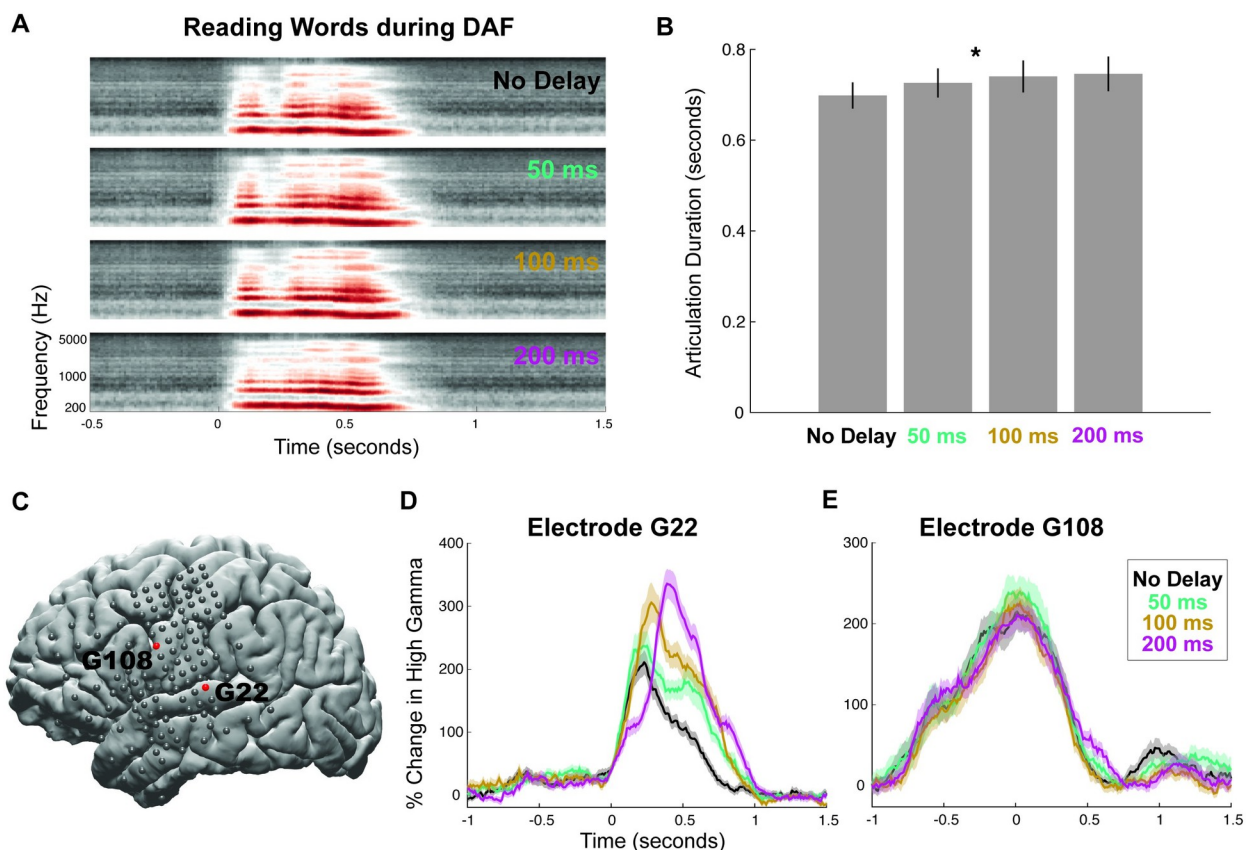 A
Reading Words during DAF
No Delay
50 ms
100 ms
200 ms
Frequency (Hz)
5000
1000
200
-0.5 0 0.5 1 1.5
Time (seconds)
B
*
Articulation Duration (seconds)
0.8
0.6
0.4
0.2
0
No Delay 50 ms 100 ms 200 ms
C
G108
G22
D
Electrode G22
% Change in High Gamma
400
300
200
100
0
-1 -0.5 0 0.5 1 1.5
Time (seconds)
E
Electrode G108
300
200
100
0
-1 -0.5 0 0.5 1 1.5
No Delay
50 ms
100 ms
200 ms